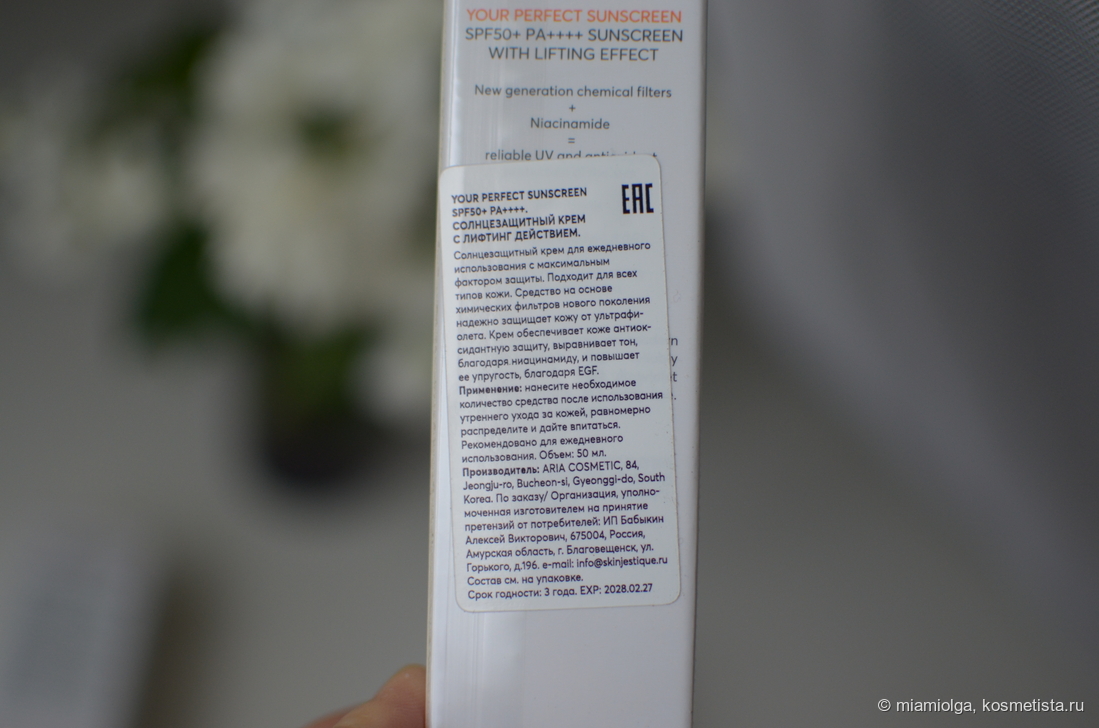 YOUR PERFECT SUNSCREEN
SPF50+ PA++++ SUNSCREEN
WITH LIFTING EFFECT
New generation chemical filters
+
Niacinamide
=
reliable UV and
YOUR PERFECT SUNSCREEN
SPF50+ PA++++.
СОЛНЦЕЗАЩИТНЫЙ КРЕМ
С ЛИФТИНГ ДЕЙСТВИЕМ.
EAC
Солнцезащитный крем для ежедневного
использования с максимальным
фактором защиты. Подходит для всех
типов кожи. Средство на основе
химических фильтров нового поколения
надежно защищает кожу от ультрафи-
олета. Крем обеспечивает коже антиок-
сидантную защиту, выравнивает тон,
благодаря ниацинамиду, и повышает
ее упругость, благодаря EGF.
Применение: нанесите необходимое
количество средства после использования
утреннего ухода за кожей, равномерно
распределите и дайте впитаться.
Рекомендовано для ежедневного
использования. Объем: 50 мл.
Производитель: ARIA COSMETIC, 84,
Jeongju-ro, Bucheon-si, Gyeonggi-do, South
Korea. По заказу/ Организация, уполно-
моченная изготовителем на принятие
претензий от потребителей: ИП Бабыкин
Алексей Викторович, 675004, Россия,
Амурская область, г. Благовещенск, ул.
Горького, д.196. e-mail: info@skinjestique.ru
Состав см. на упаковке.
Срок годности: 3 года. EXP: 2028.02.27
© miamiolga, kosmetista.ru